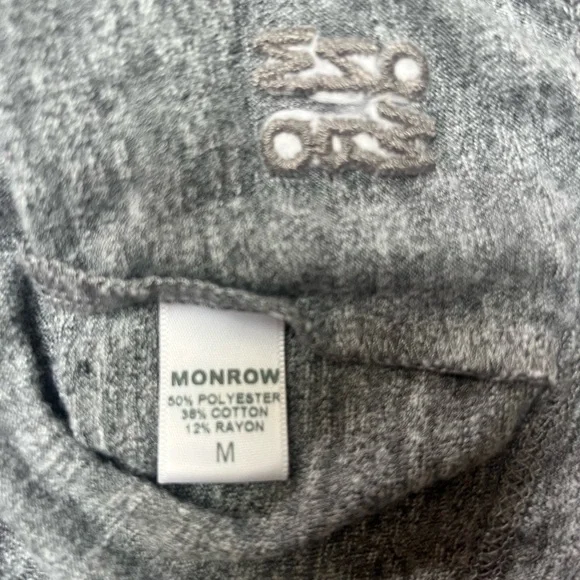 MONROW
50% POLYESTER
38% COTTON
12% RAYON
M